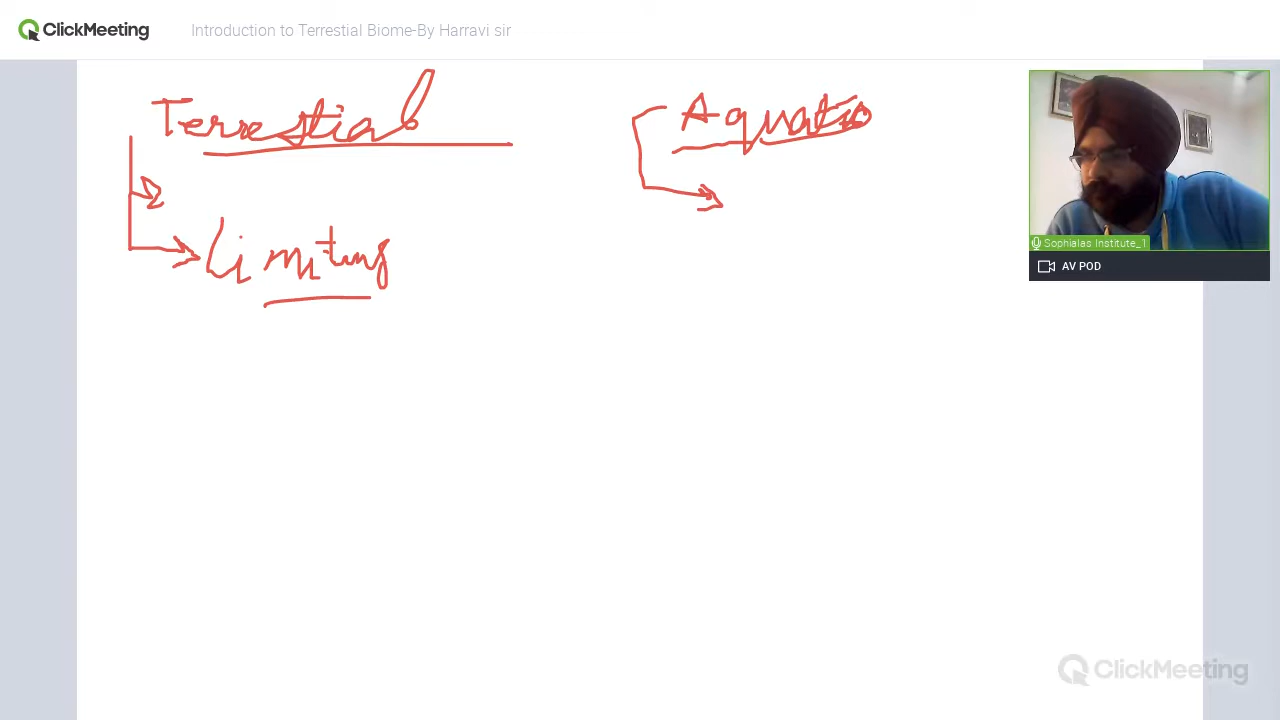 ClickMeeting Introduction to Terrestial Biome-By Harravi sir
Terrestial Aquatic
Limiting
Sophialas Institute_1
AV POD
ClickMeeting